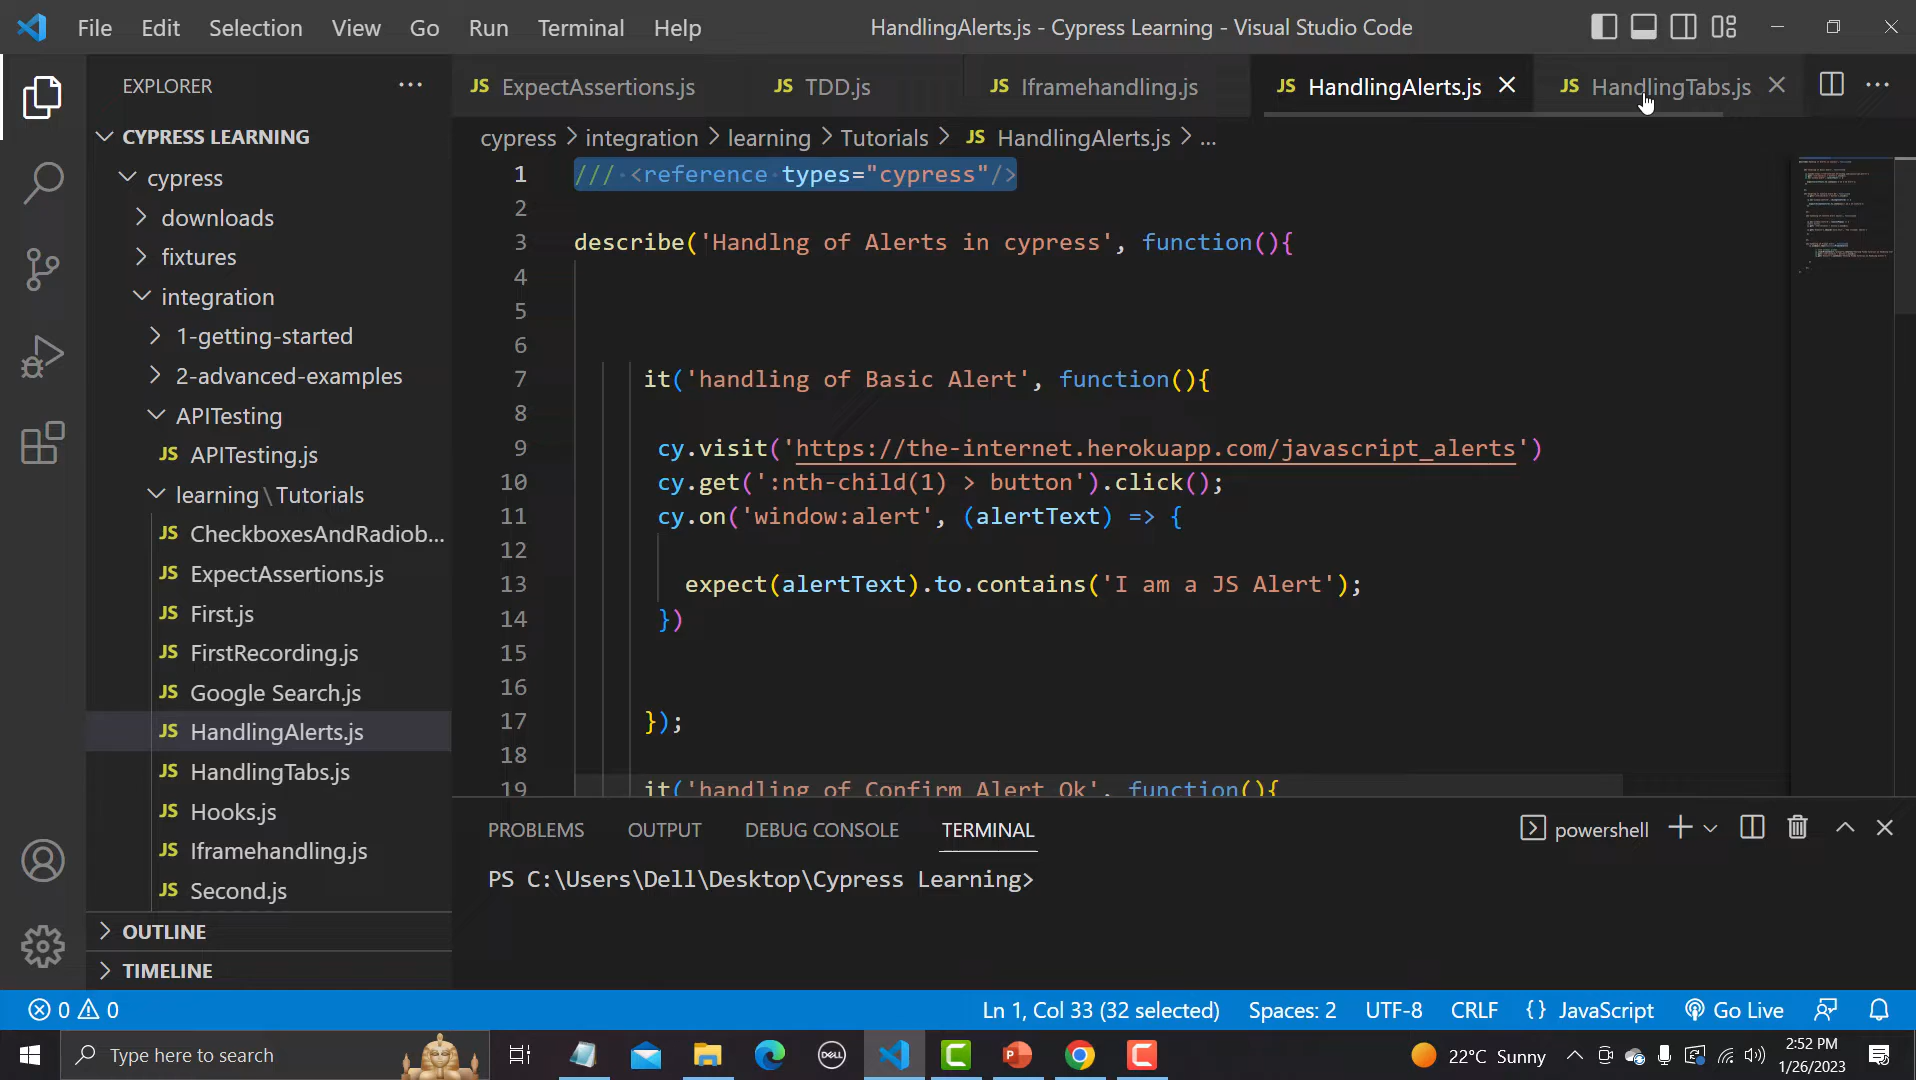 File Edit Selection View Go Run Terminal Help HandlingAlerts.js - Cypress Learning - Visual Studio Code
EXPLORER
JS ExpectAssertions.js JS TDD.js JS Iframehandling.js JS HandlingAlerts.js JS HandlingTabs.js
CYPRESS LEARNING
cypress > integration > learning > Tutorials > JS HandlingAlerts.js > ...
cypress
downloads
fixtures
integration
1-getting-started
2-advanced-examples
APITesting
JS APITesting.js
learning\Tutorials
JS CheckboxesAndRadiob...
JS ExpectAssertions.js
JS First.js
JS FirstRecording.js
JS Google Search.js
JS HandlingAlerts.js
JS HandlingTabs.js
JS Hooks.js
JS Iframehandling.js
JS Second.js
OUTLINE
TIMELINE
1 /// <reference types="cypress"/>
2
3 describe('Handlng of Alerts in cypress', function(){
4
5
6
7 it('handling of Basic Alert', function(){
8
9 cy.visit('https://the-internet.herokuapp.com/javascript_alerts')
10 cy.get(':nth-child(1) > button').click();
11 cy.on('window:alert', (alertText) => {
12
13 expect(alertText).to.contains('I am a JS Alert');
14 })
15
16
17 });
18
19 it('handling of Confirm Alert Ok', function(){
PROBLEMS OUTPUT DEBUG CONSOLE TERMINAL powershell
PS C:\Users\Dell\Desktop\Cypress Learning>
0 0 Ln 1, Col 33 (32 selected) Spaces: 2 UTF-8 CRLF {} JavaScript Go Live
Type here to search DELL 22°C Sunny 2:52 PM
1/26/2023